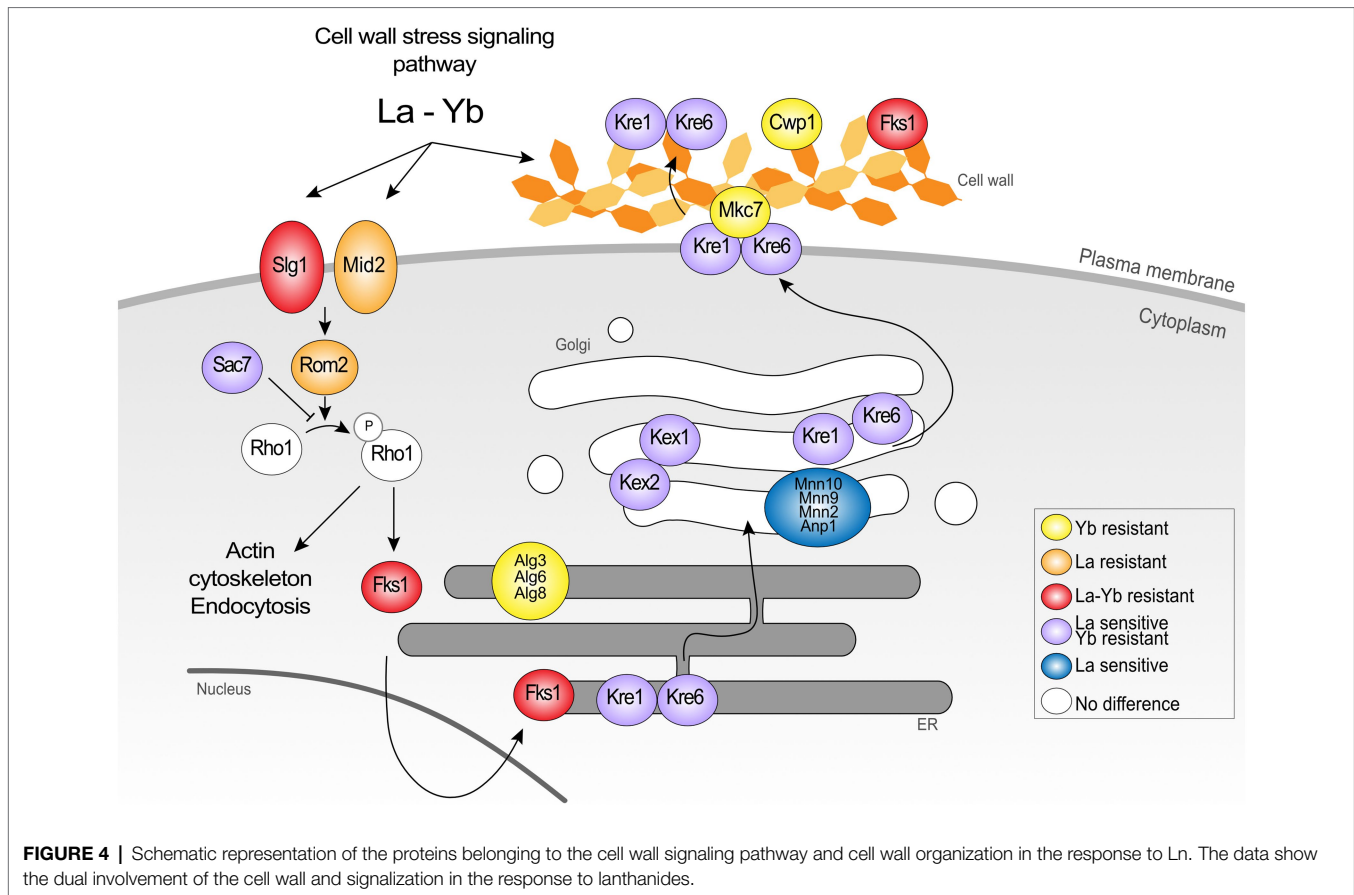 Cell wall stress signaling
pathway
La - Yb
Kre1
Kre6
Cwp1
Fks1
Cell wall
Mkc7
Kre1
Kre6
Slg1
Mid2
Plasma membrane
Cytoplasm
Golgi
Sac7
Rom2
P
Rho1
Rho1
Kex1
Kex2
Kre1
Kre6
Mnn10
Mnn9
Mnn2
Anp1
Actin
cytoskeleton
Endocytosis
Fks1
Alg3
Alg6
Alg8
Nucleus
Fks1
Kre1
Kre6
ER
Yb resistant
La resistant
La-Yb resistant
La sensitive
Yb resistant
La sensitive
No difference
FIGURE 4 | Schematic representation of the proteins belonging to the cell wall signaling pathway and cell wall organization in the response to Ln. The data show
the dual involvement of the cell wall and signalization in the response to lanthanides.